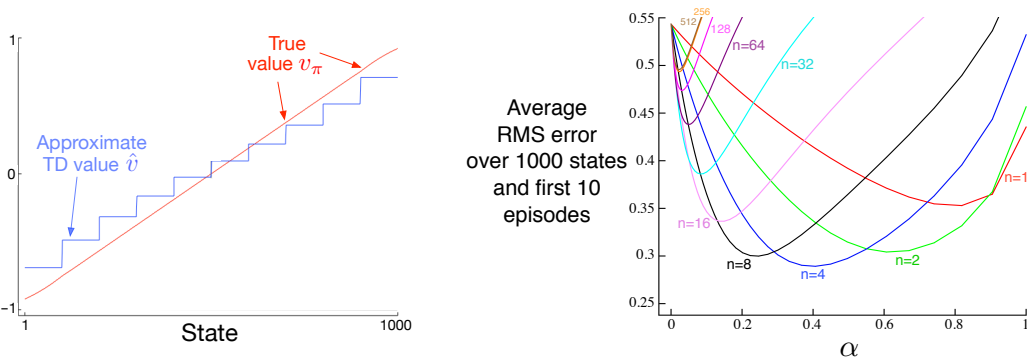 1
True
value vπ
Approximate
TD value v̂
0
−1
1
State
1000
Average
RMS error
over 1000 states
and first 10
episodes
0.55
0.5
0.45
0.4
0.35
0.3
0.25
256
512
128
n=64
n=32
n=1
n=16
n=8
n=4
n=2
0
0.2
0.4
0.6
0.8
1
α